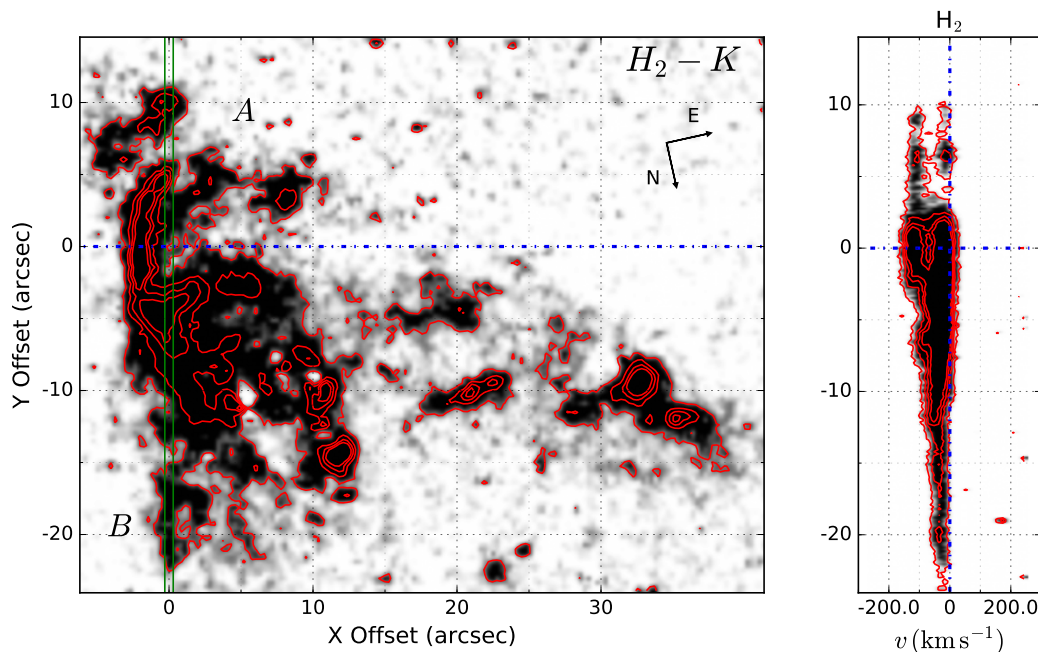 H₂
H₂ − K
A
E
N
B
10
0
-10
-20
Y Offset (arcsec)
0 10 20 30
X Offset (arcsec)
10
0
-10
-20
-200.0 0 200.0
v (km s⁻¹)